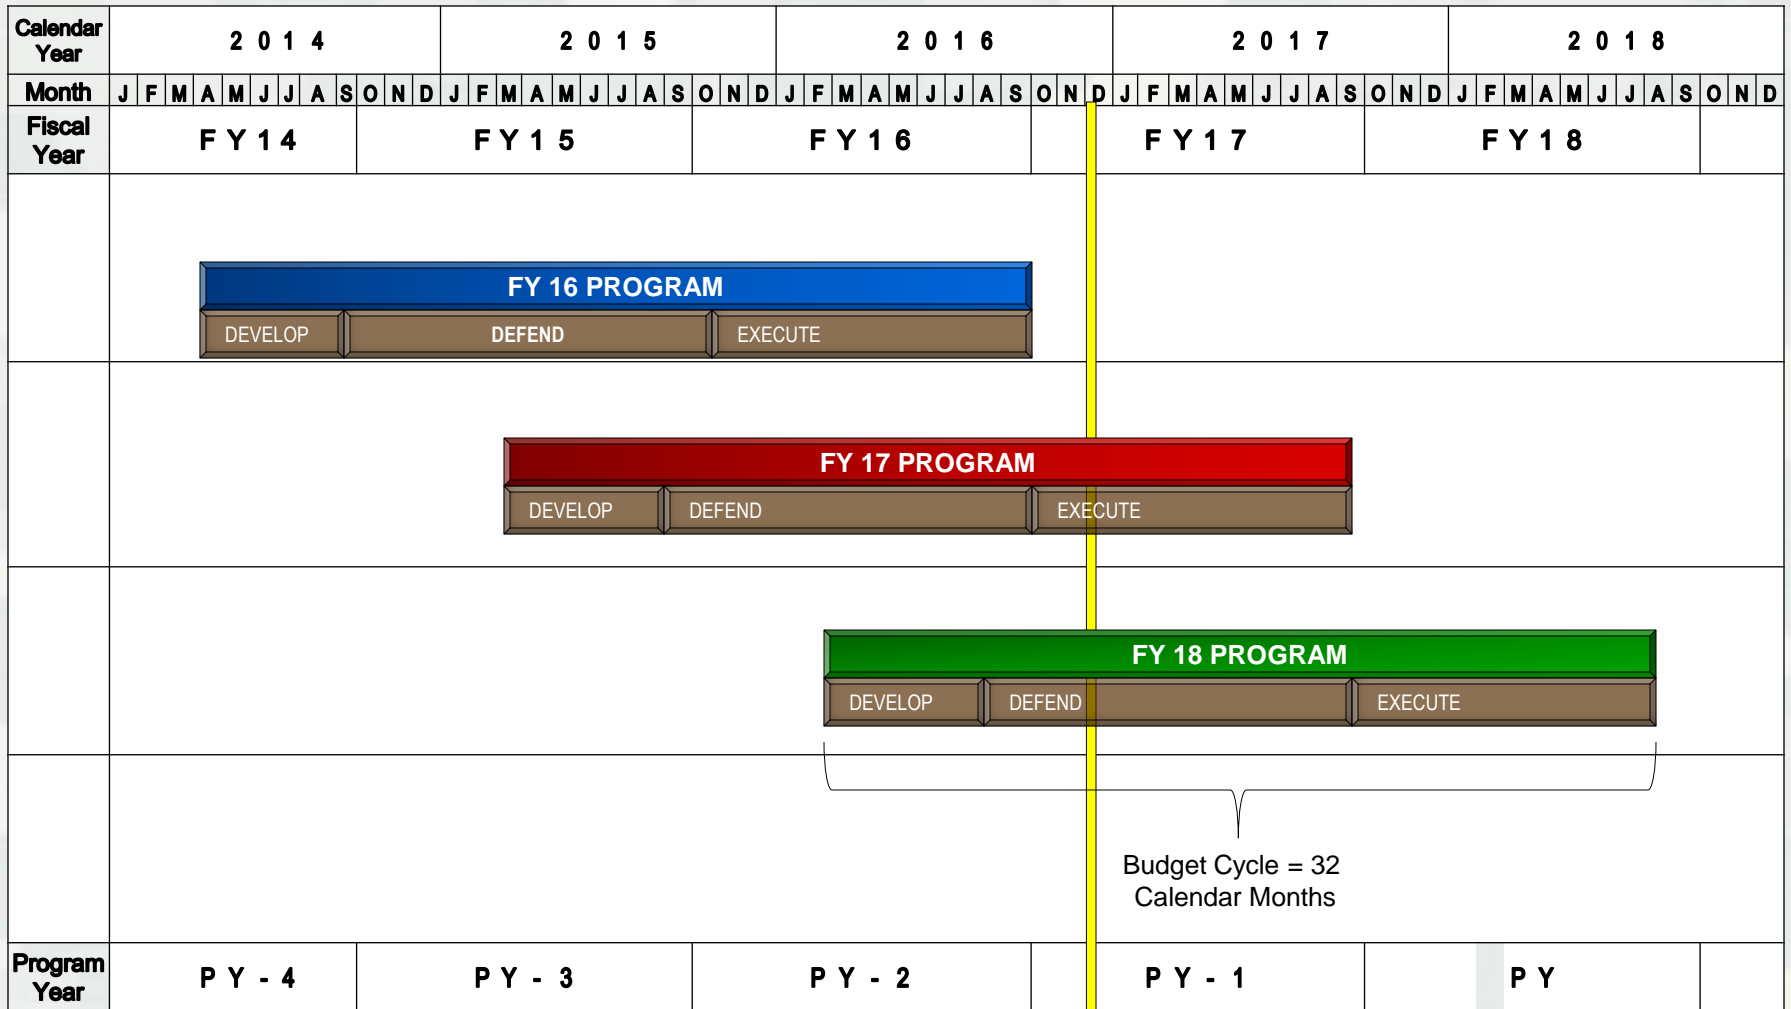 Calendar
Year
2 0 1 4
2 0 1 5
2 0 1 6
2 0 1 7
2 0 1 8
Month
J F M A M J J A S O N D J F M A M J J A S O N D J F M A M J J A S O N D J F M A M J J A S O N D J F M A M J J A S O N D
Fiscal
Year
F Y 1 4
F Y 1 5
F Y 1 6
F Y 1 7
F Y 1 8
FY 16 PROGRAM
DEVELOP
DEFEND
EXECUTE
FY 17 PROGRAM
DEVELOP
DEFEND
EXECUTE
FY 18 PROGRAM
DEVELOP
DEFEND
EXECUTE
Budget Cycle = 32
Calendar Months
Program
Year
P Y - 4
P Y - 3
P Y - 2
P Y - 1
P Y